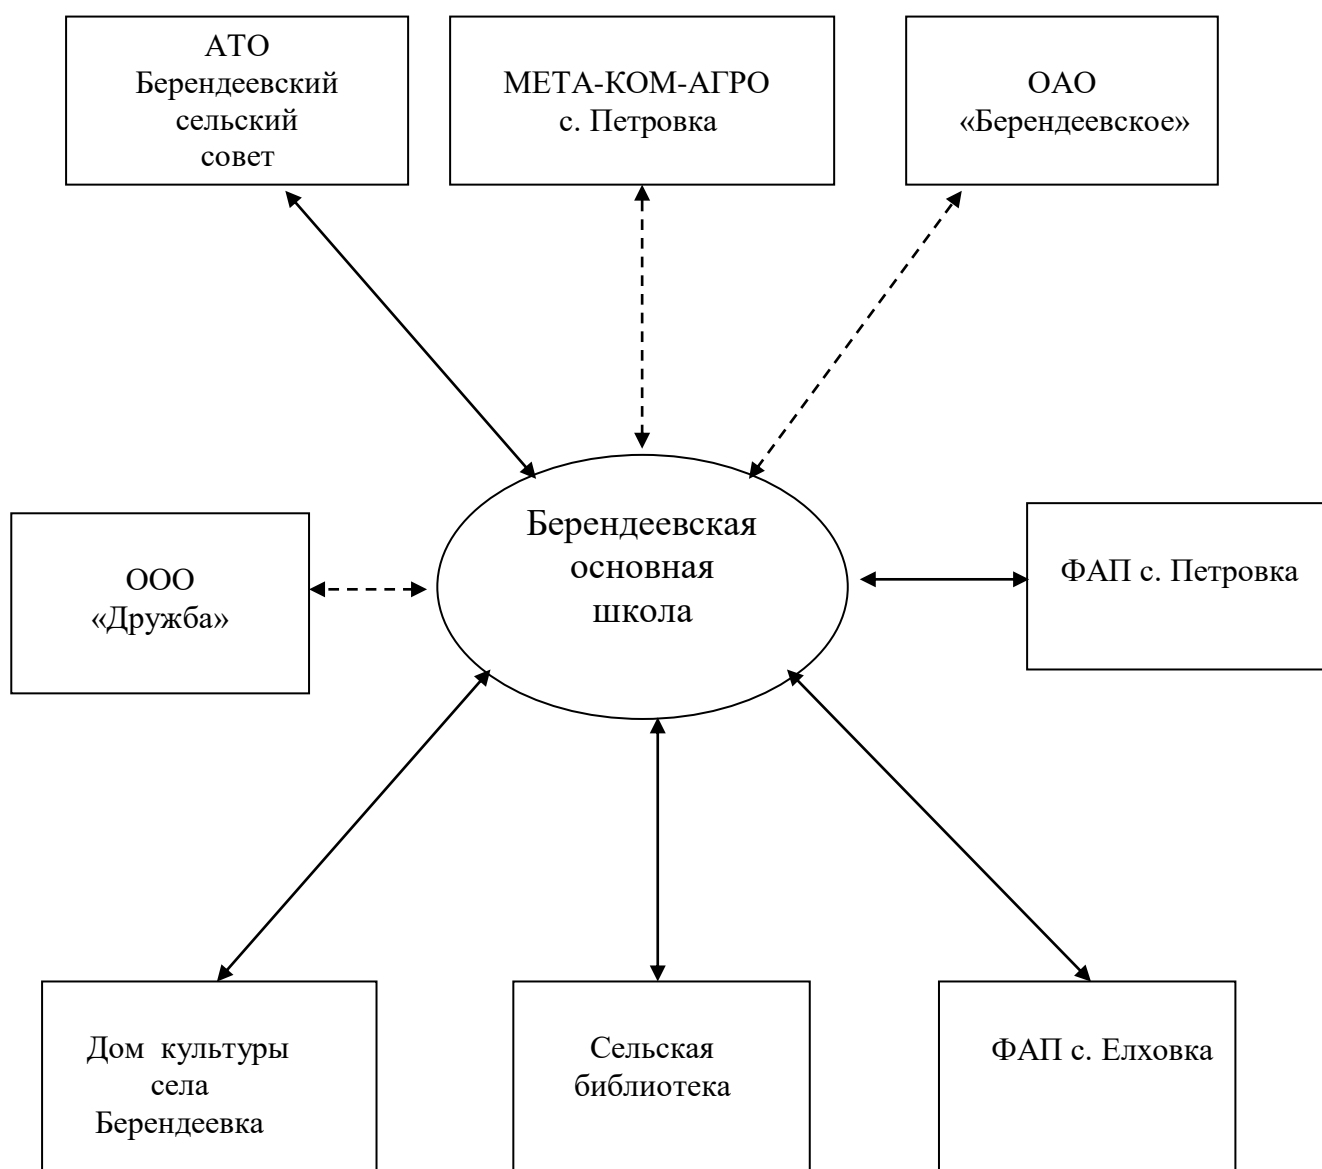 АТО
Берендеевский
сельский
совет
МЕТА-КОМ-АГРО
с. Петровка
ОАО
«Берендеевское»
Берендеевская
основная
школа
ООО
«Дружба»
ФАП с. Петровка
Дом культуры
села
Берендеевка
Сельская
библиотека
ФАП с. Елховка